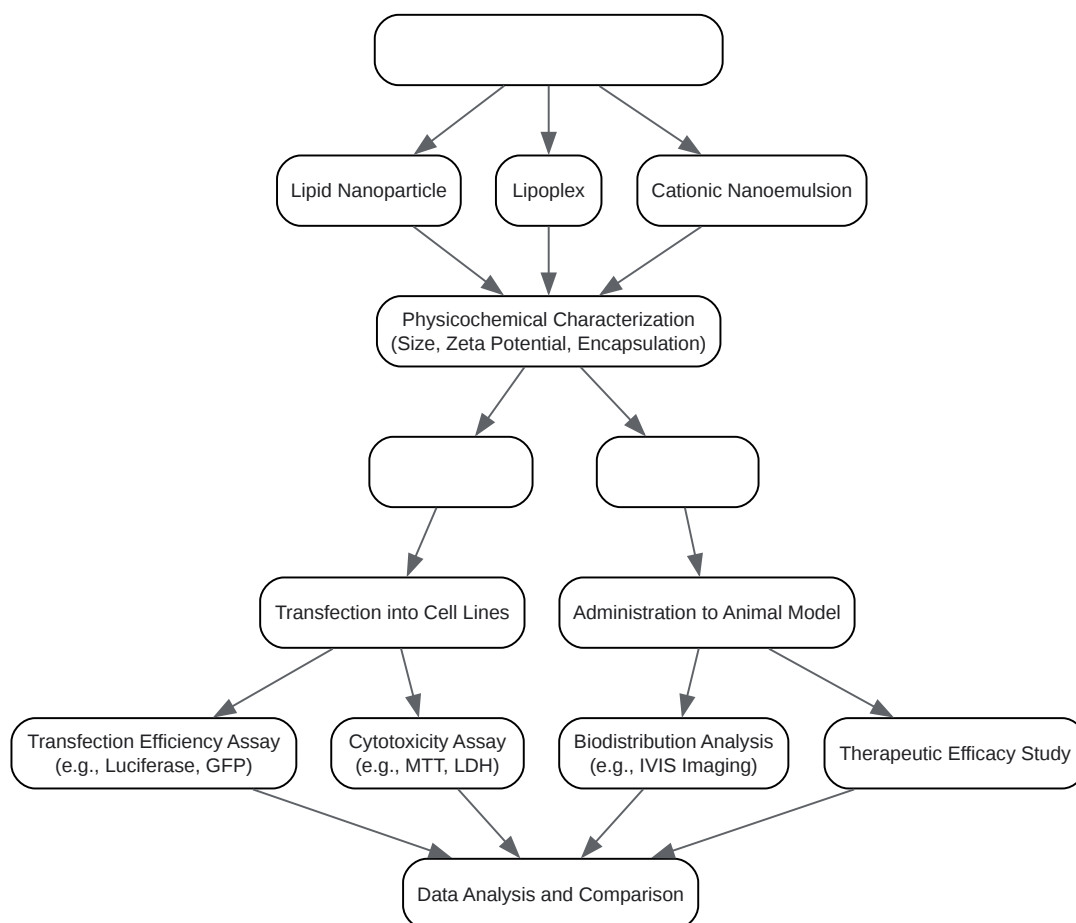 Lipid Nanoparticle
Lipoplex
Cationic Nanoemulsion
Physicochemical Characterization
(Size, Zeta Potential, Encapsulation)
Transfection into Cell Lines
Administration to Animal Model
Transfection Efficiency Assay
(e.g., Luciferase, GFP)
Cytotoxicity Assay
(e.g., MTT, LDH)
Biodistribution Analysis
(e.g., IVIS Imaging)
Therapeutic Efficacy Study
Data Analysis and Comparison